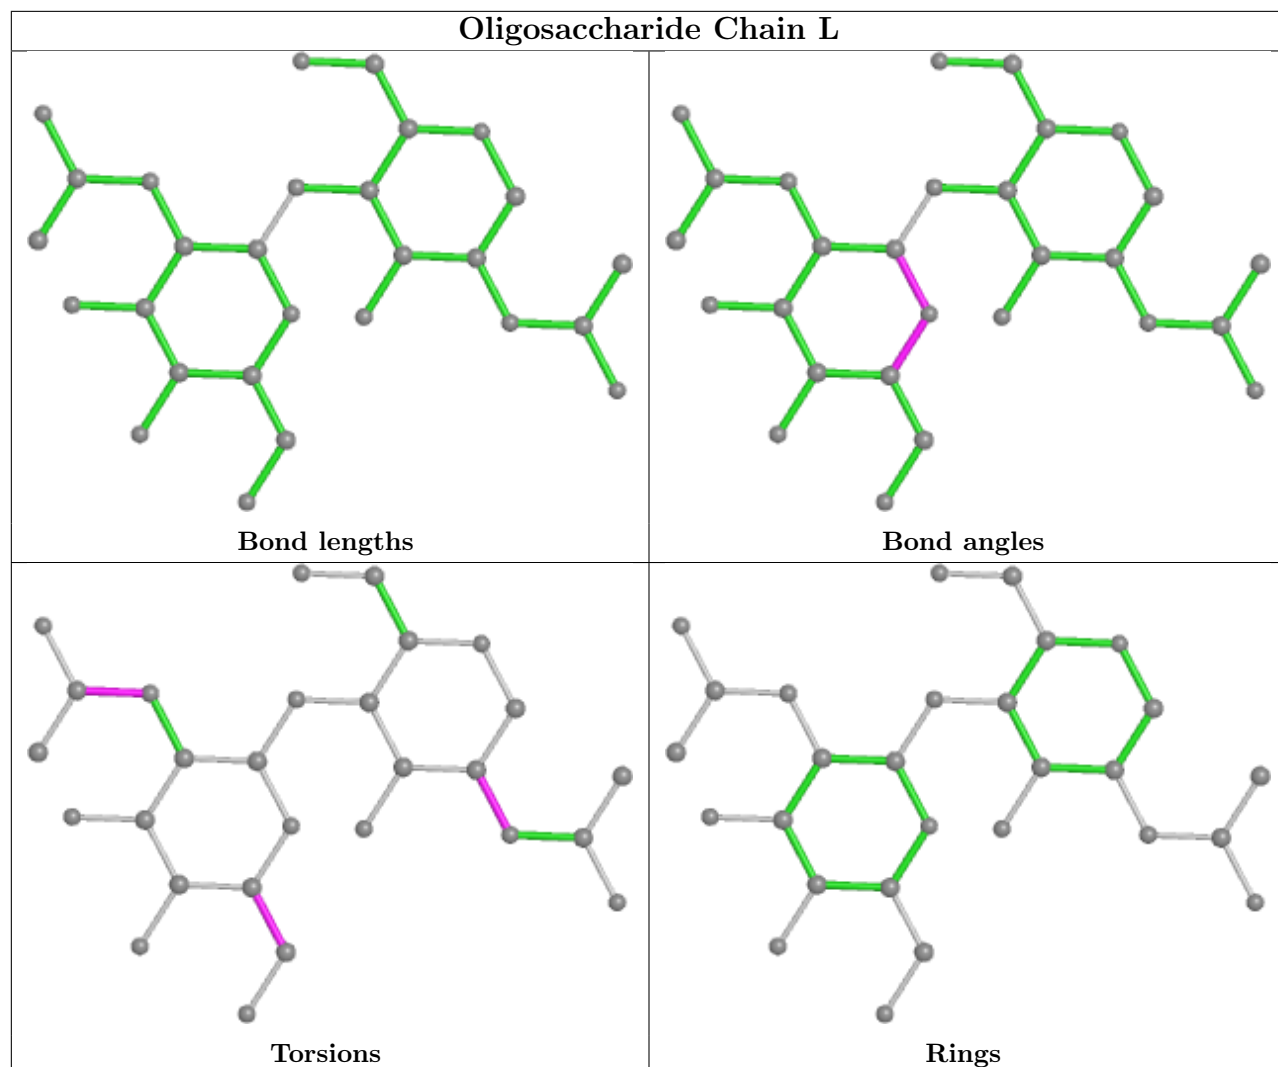 Oligosaccharide Chain L
Bond lengths
Bond angles
Torsions
Rings